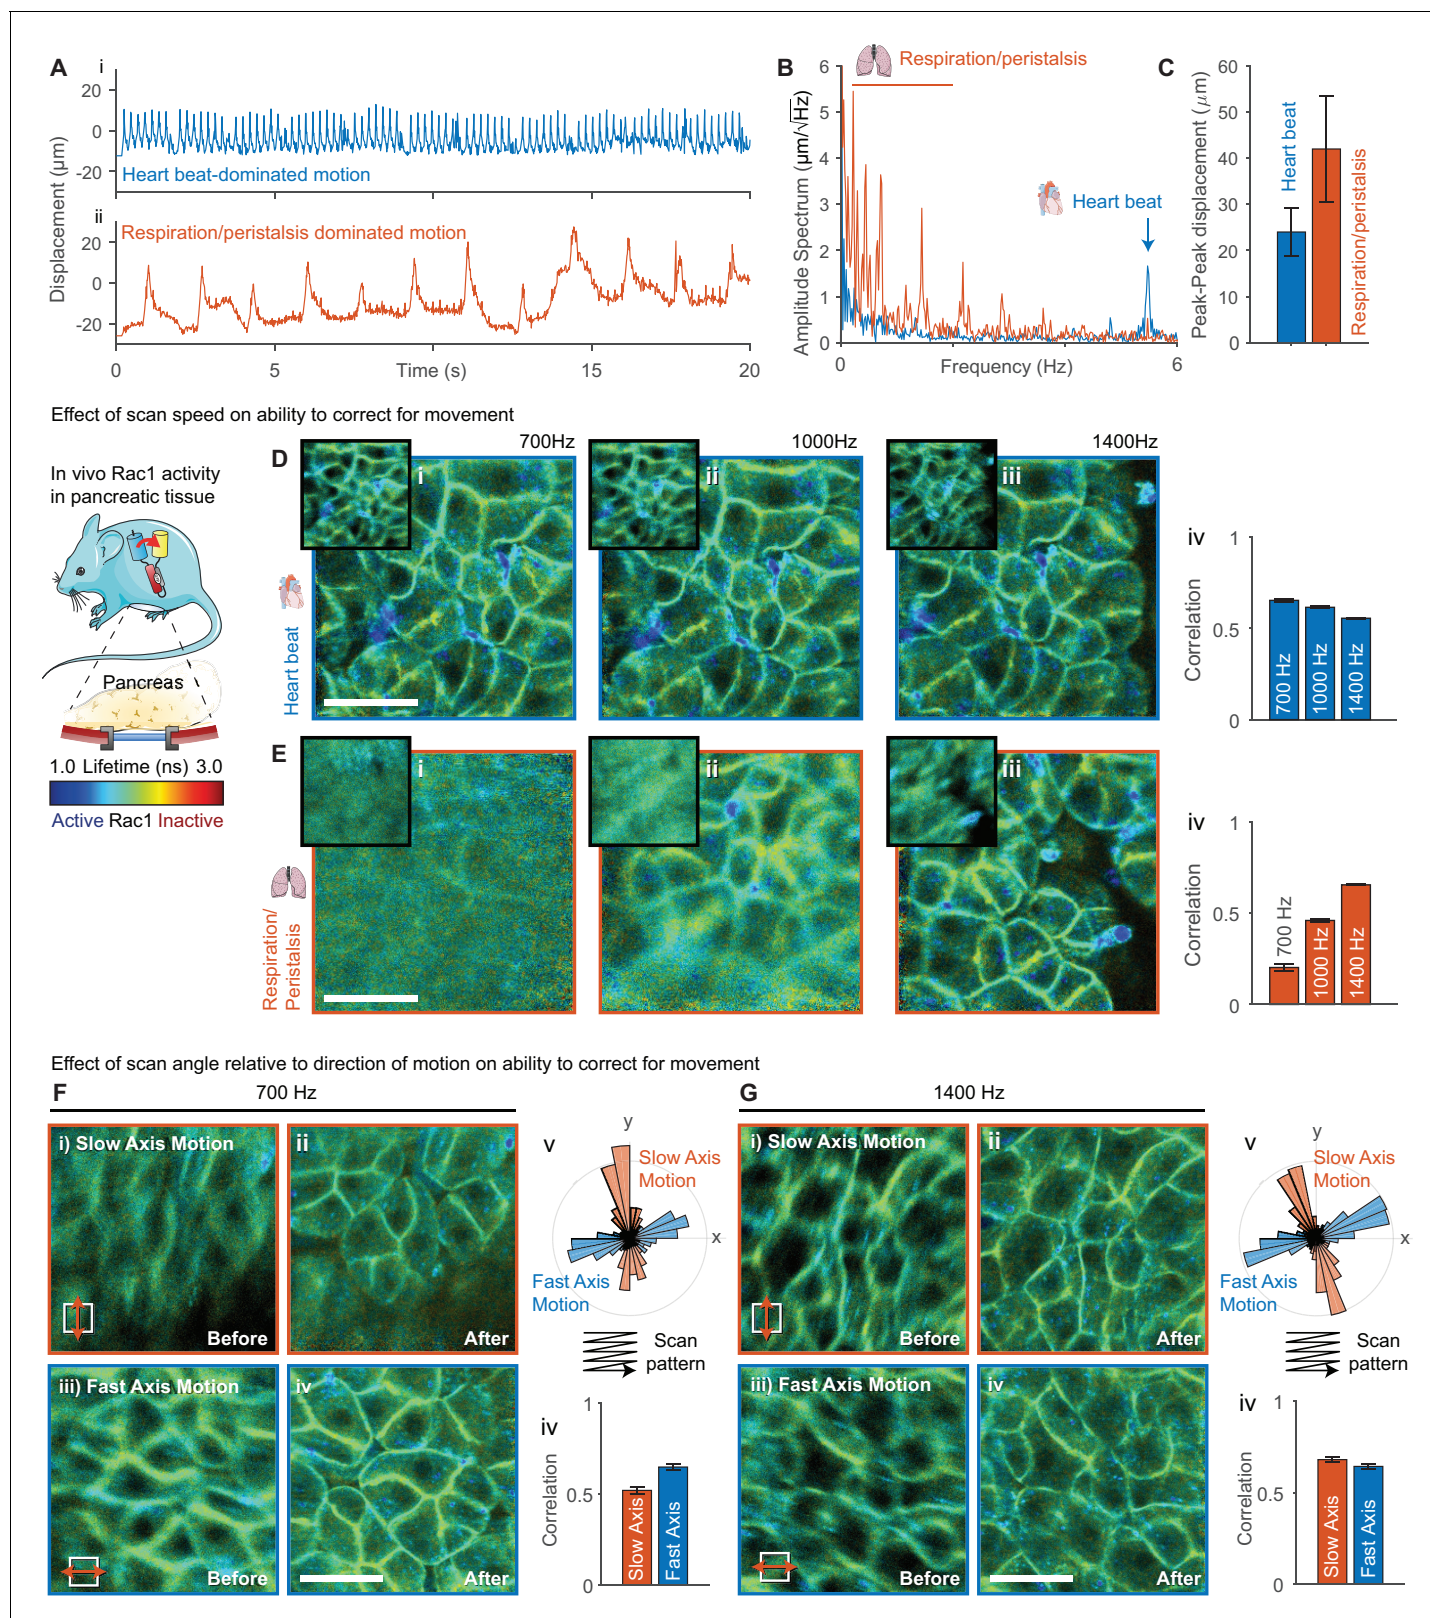 A
i
20
0
-20
Heart beat-dominated motion
Displacement (µm)
ii
20
0
-20
Respiration/peristalsis dominated motion
0
5
Time (s)
15
20
B
Respiration/peristalsis
6
5
4
3
2
1
0
Amplitude Spectrum (µm/√Hz)
Heart beat
0
Frequency (Hz)
6
C
60
50
40
30
20
10
0
Peak-Peak displacement (µm)
Heart beat
Respiration/peristalsis
Effect of scan speed on ability to correct for movement
In vivo Rac1 activity
in pancreatic tissue
Pancreas
1.0 Lifetime (ns) 3.0
Active Rac1 Inactive
D
700Hz
1000Hz
1400Hz
i
ii
iii
Heart beat
iv
1
0.5
0
Correlation
700 Hz
1000 Hz
1400 Hz
E
i
ii
iii
Respiration/
Peristalsis
iv
1
0.5
0
Correlation
700 Hz
1000 Hz
1400 Hz
Effect of scan angle relative to direction of motion on ability to correct for movement
F
700 Hz
i) Slow Axis Motion
Before
ii
After
iii) Fast Axis Motion
Before
iv
After
v
y
x
Slow Axis
Motion
Fast Axis
Motion
Scan
pattern
iv
1
0.5
0
Correlation
Slow Axis
Fast Axis
G
1400 Hz
i) Slow Axis Motion
Before
ii
After
iii) Fast Axis Motion
Before
iv
After
v
y
x
Slow Axis
Motion
Fast Axis
Motion
Scan
pattern
iv
1
0.5
0
Correlation
Slow Axis
Fast Axis